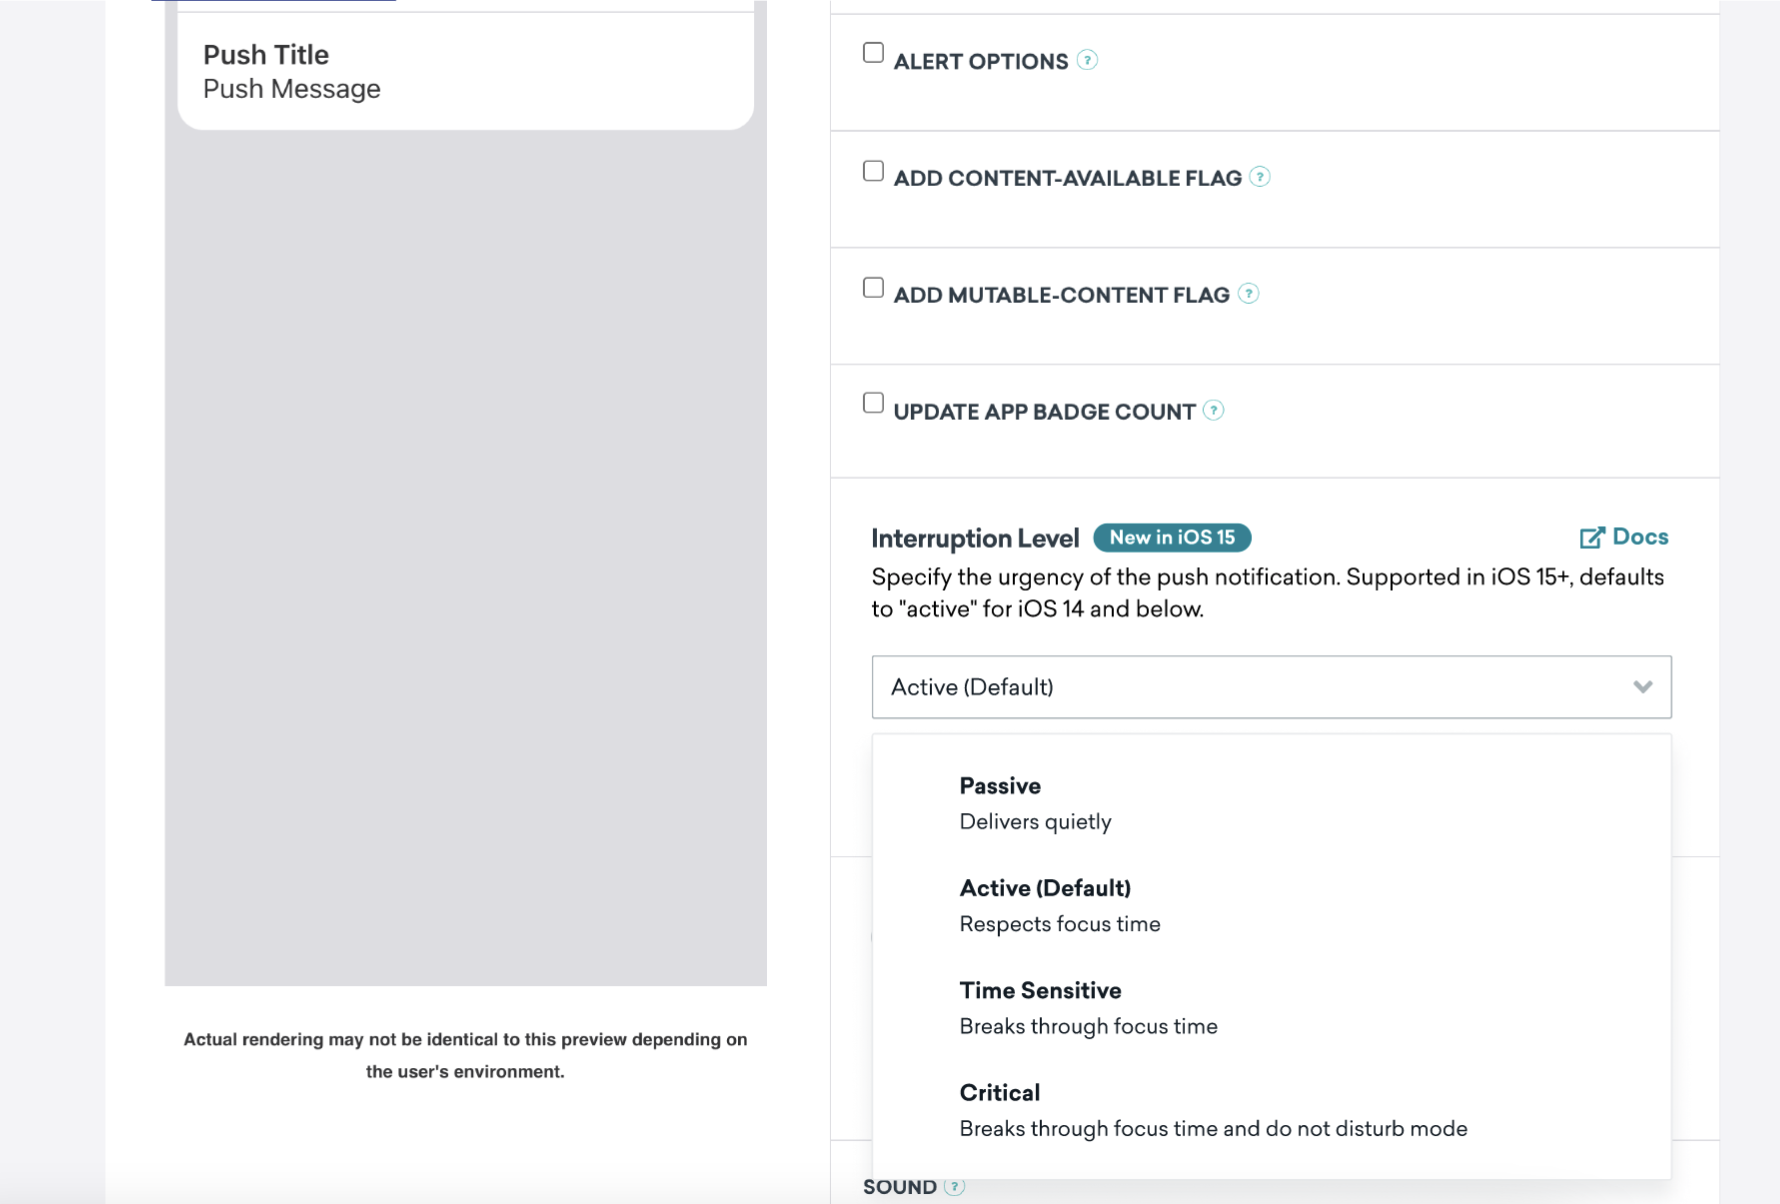 Push Title
Push Message
Actual rendering may not be identical to this preview depending on
the user's environment.
ALERT OPTIONS ?
ADD CONTENT-AVAILABLE FLAG ?
ADD MUTABLE-CONTENT FLAG ?
UPDATE APP BADGE COUNT ?
Interruption Level New in iOS 15 Docs
Specify the urgency of the push notification. Supported in iOS 15+, defaults
to "active" for iOS 14 and below.
Active (Default)
Passive
Delivers quietly
Active (Default)
Respects focus time
Time Sensitive
Breaks through focus time
Critical
Breaks through focus time and do not disturb mode
SOUND ?